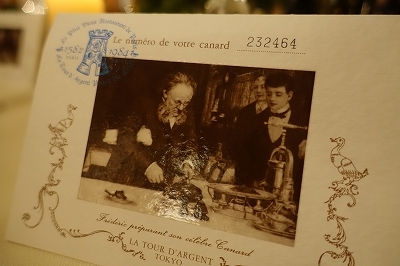 Le numéro de votre canard 232464
1582 1984
Frédéric préparant son célèbre Canard
LA TOUR D'ARGENT
TOKYO